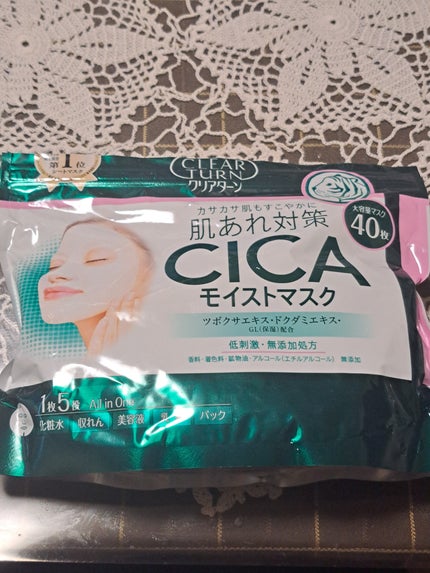 第1位
シートマスク
CLEAR
TURN
クリアターン
カサカサ肌もすこやかに
肌あれ対策
大容量マスク
40枚
CICA
モイストマスク
ツボクサエキス・ドクダミエキス・
GL(保湿)配合
低刺激・無添加処方
香料・着色料・鉱物油・アルコール(エチルアルコール) 無添加
1枚5役 All in One
化粧水 収れん 美容液 パック